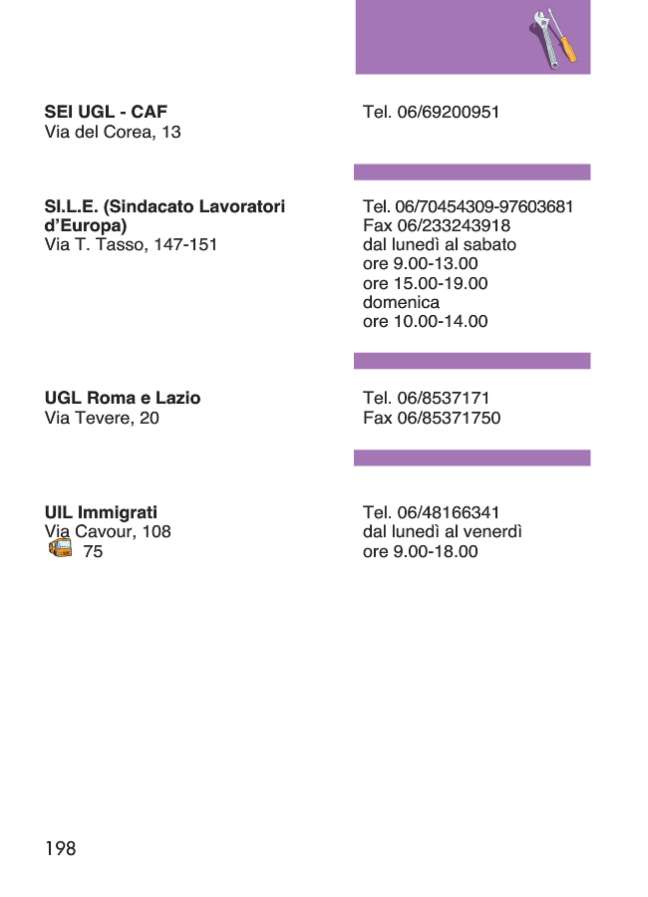 SEI UGL - CAF
Via del Corea, 13
Tel. 06/69200951
SI.L.E. (Sindacato Lavoratori
d’Europa)
Via T. Tasso, 147-151
Tel. 06/70454309-97603681
Fax 06/233243918
dal lunedì al sabato
ore 9.00-13.00
ore 15.00-19.00
domenica
ore 10.00-14.00
UGL Roma e Lazio
Via Tevere, 20
Tel. 06/8537171
Fax 06/85371750
UIL Immigrati
Via Cavour, 108
75
Tel. 06/48166341
dal lunedì al venerdì
ore 9.00-18.00
198